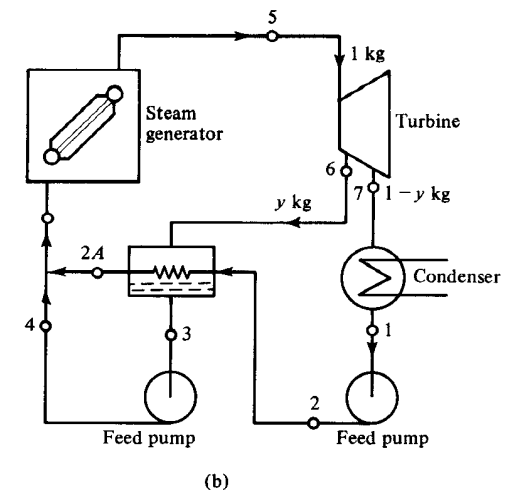 5
1 kg
Steam
generator
Turbine
6
7
1 − y kg
y kg
2A
Condenser
4
3
1
2
Feed pump
Feed pump
(b)